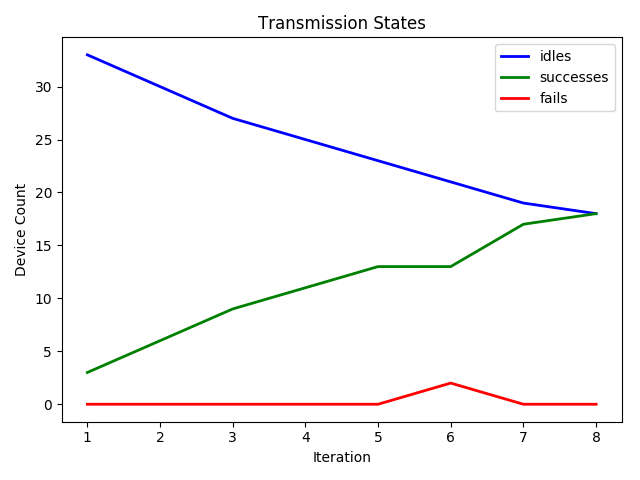 Transmission States
idles
successes
fails
Device Count
30
25
20
15
10
5
0
1 2 3 4 5 6 7 8
Iteration